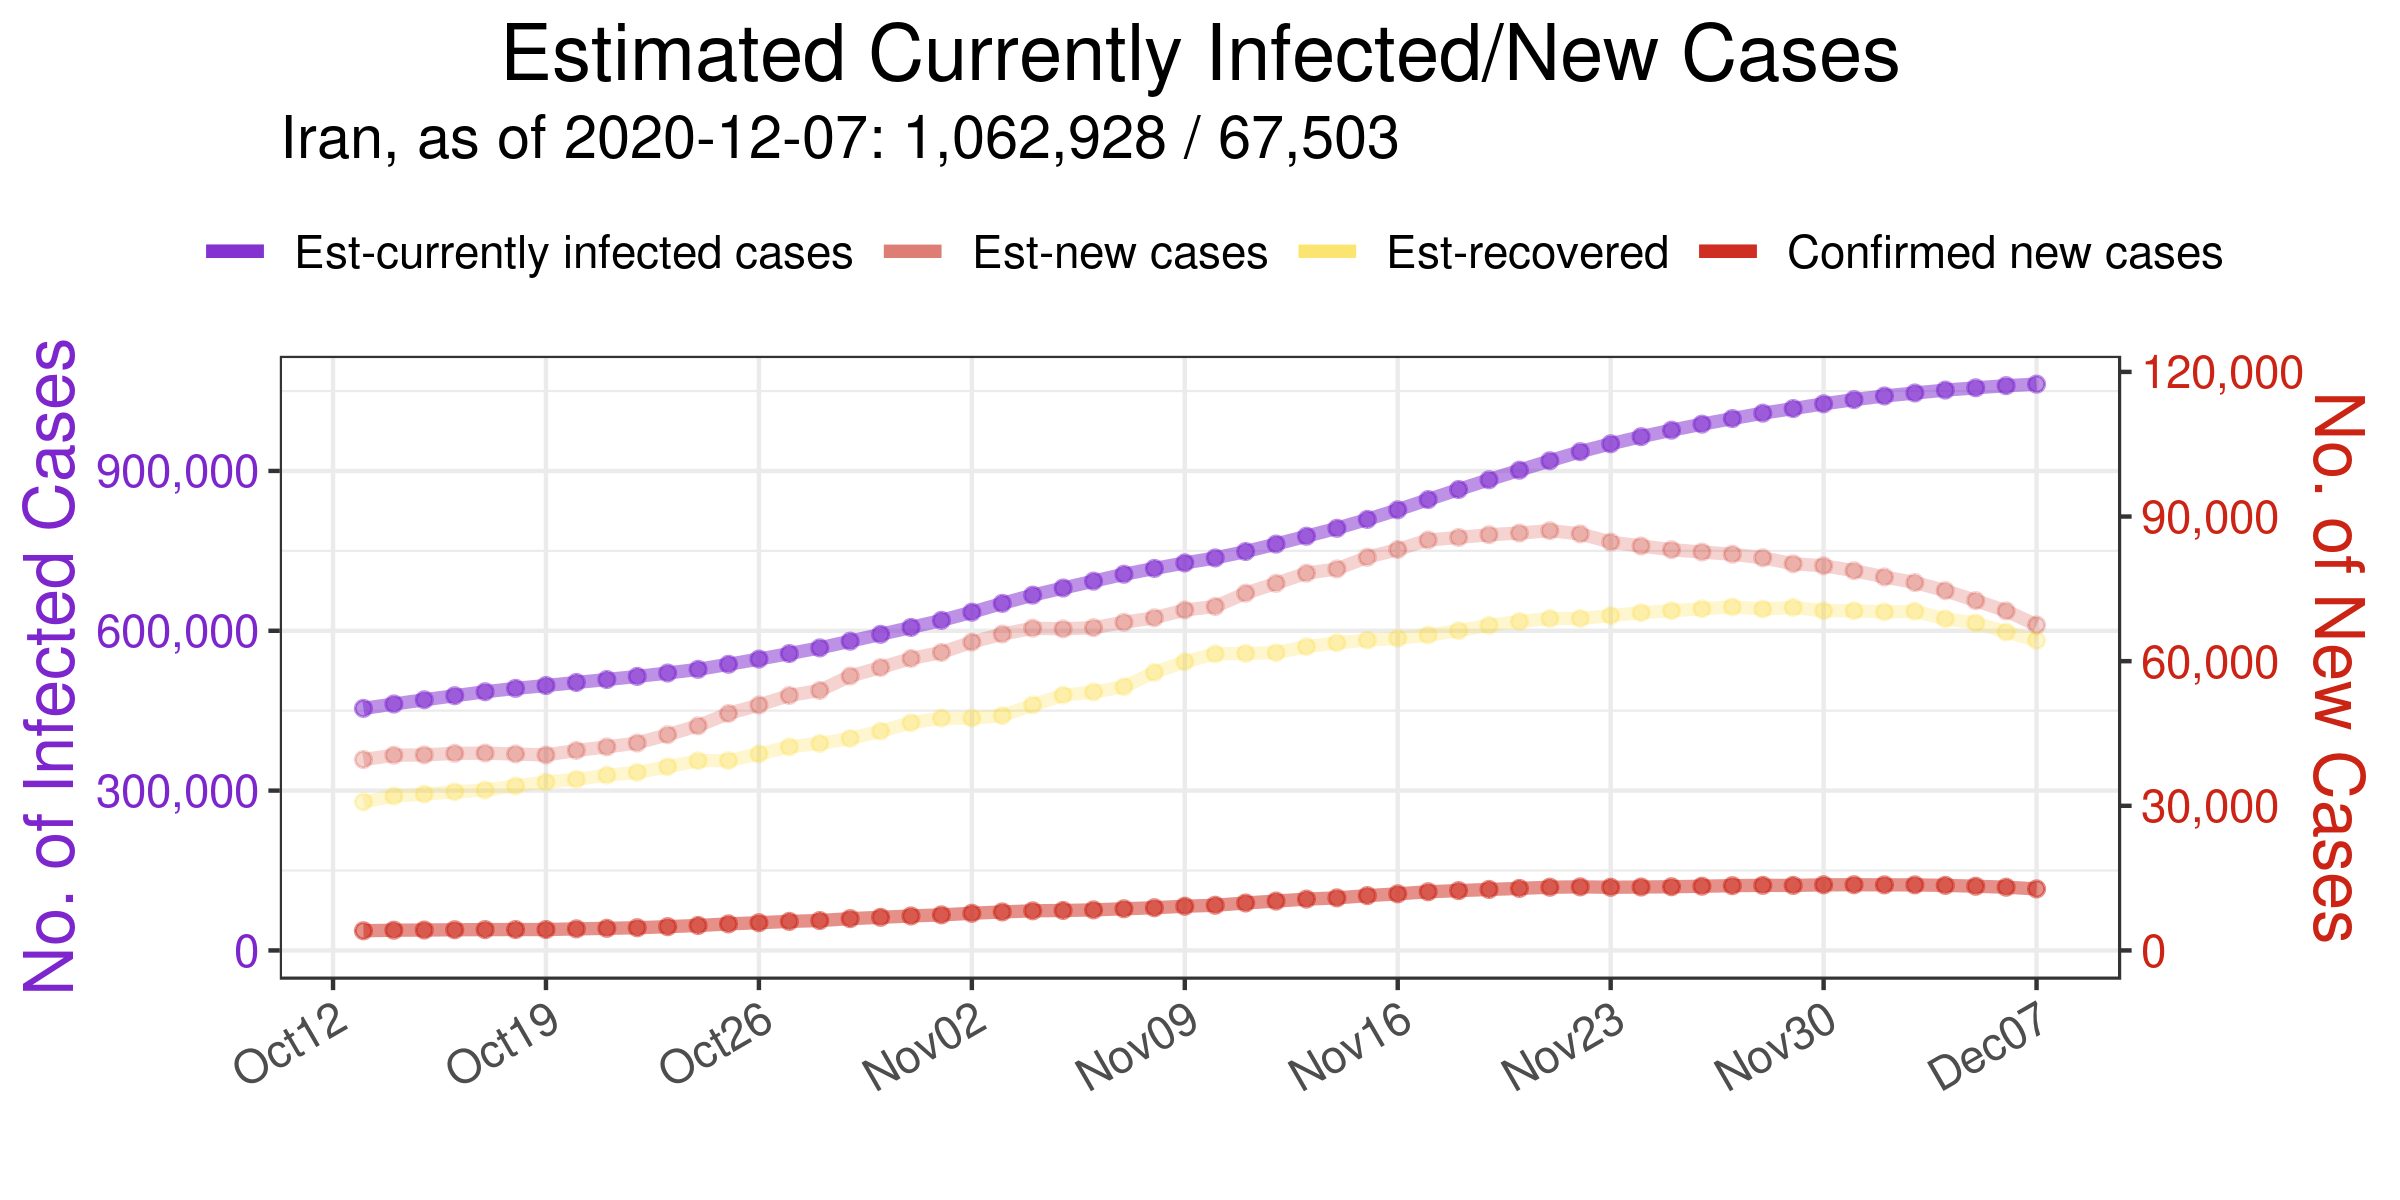 Estimated Currently Infected/New Cases
Iran, as of 2020-12-07: 1,062,928 / 67,503
Est-currently infected cases Est-new cases Est-recovered Confirmed new cases
No. of Infected Cases
900,000
600,000
300,000
0
120,000
90,000
60,000
30,000
0
No. of New Cases
Oct12 Oct19 Oct26 Nov02 Nov09 Nov16 Nov23 Nov30 Dec07